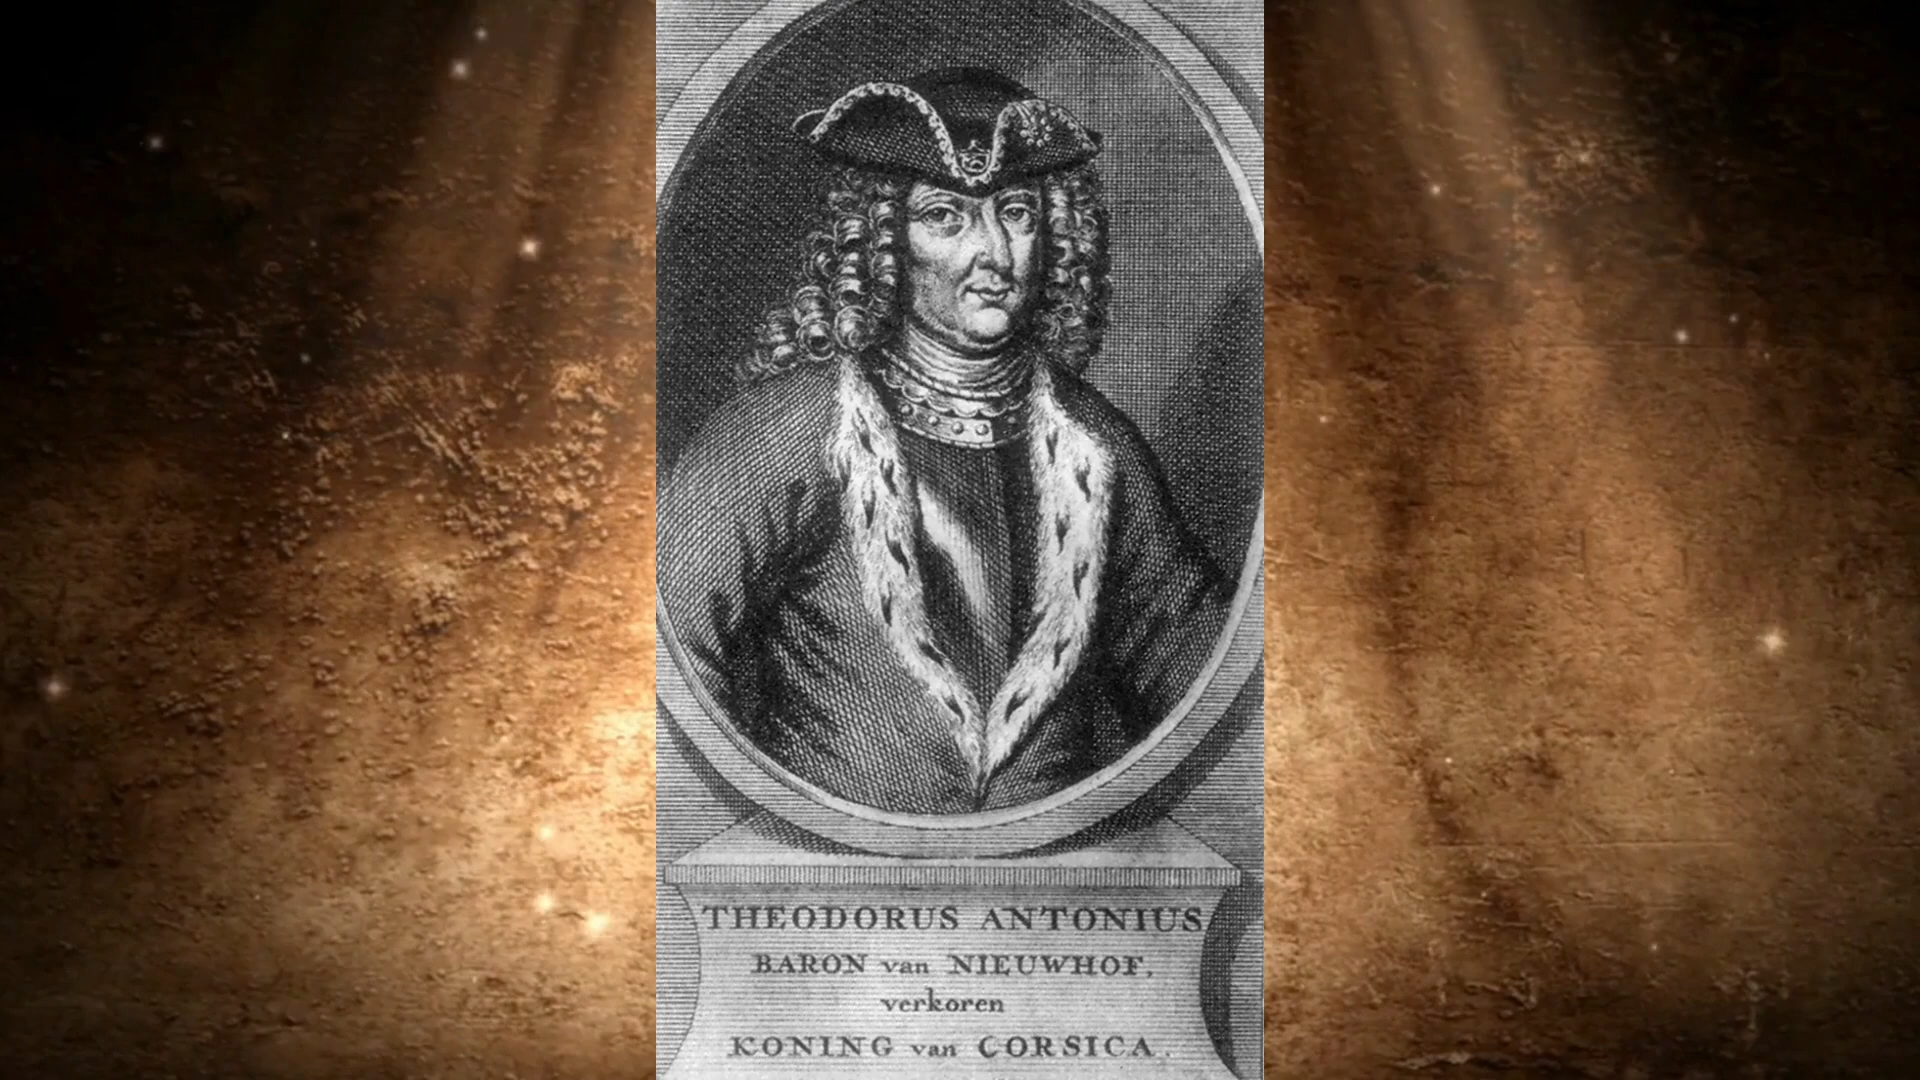 THEODORUS ANTONIUS
BARON van NIEUWHOF,
verkoren
KONING van CORSICA.